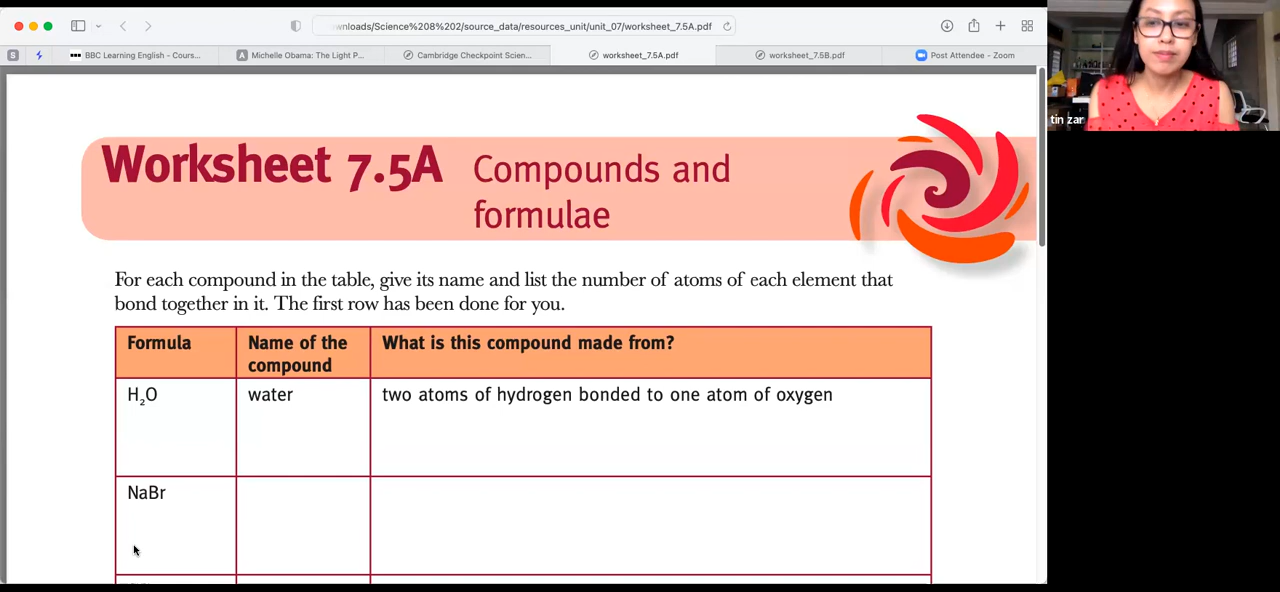 wnloads/Science%208%202/source_data/resources_unit/unit_07/worksheet_7.5A.pdf
S
BBC Learning English - Cours...
A Michelle Obama: The Light P...
Cambridge Checkpoint Scien...
worksheet_7.5A.pdf
worksheet_7.5B.pdf
Post Attendee - Zoom
tin zar
Worksheet 7.5A Compounds and
formulae
For each compound in the table, give its name and list the number of atoms of each element that
bond together in it. The first row has been done for you.
Formula
Name of the
compound
What is this compound made from?
H₂O
water
two atoms of hydrogen bonded to one atom of oxygen
NaBr